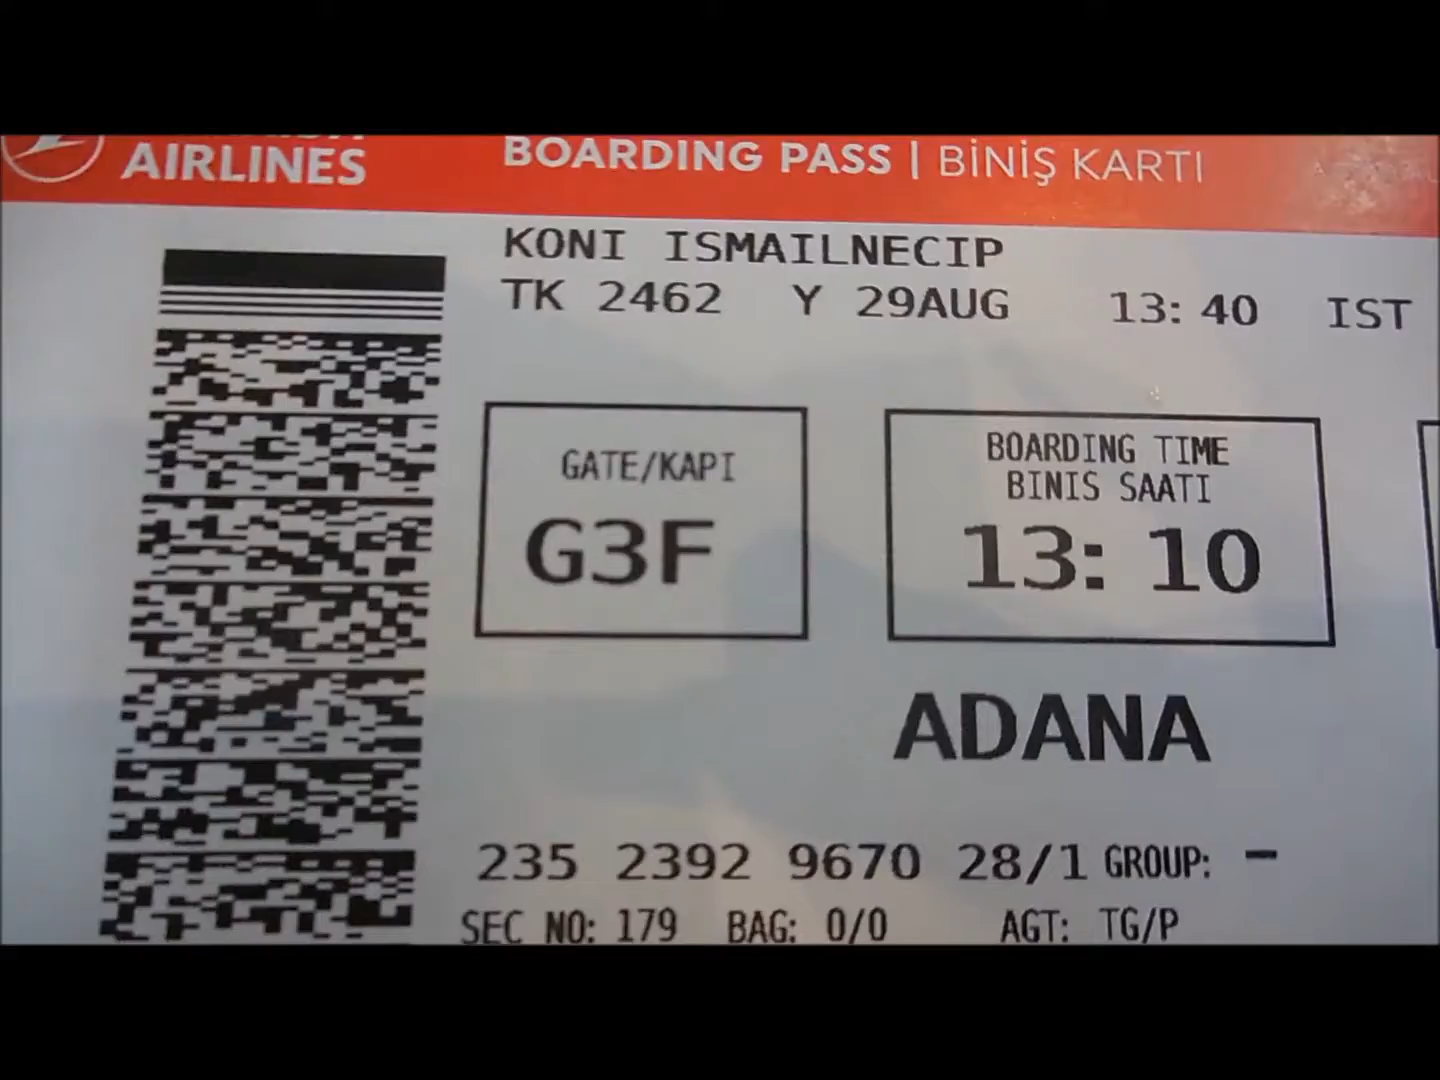 AIRLINES
BOARDING PASS | BİNİŞ KARTI
KONI ISMAILNECIP
TK 2462 Y 29AUG 13:40 IST
GATE/KAPI
G3F
BOARDING TIME
BINIS SAATI
13:10
ADANA
235 2392 9670 28/1 GROUP: -
SEC NO: 179 BAG: 0/0 AGT: TG/P